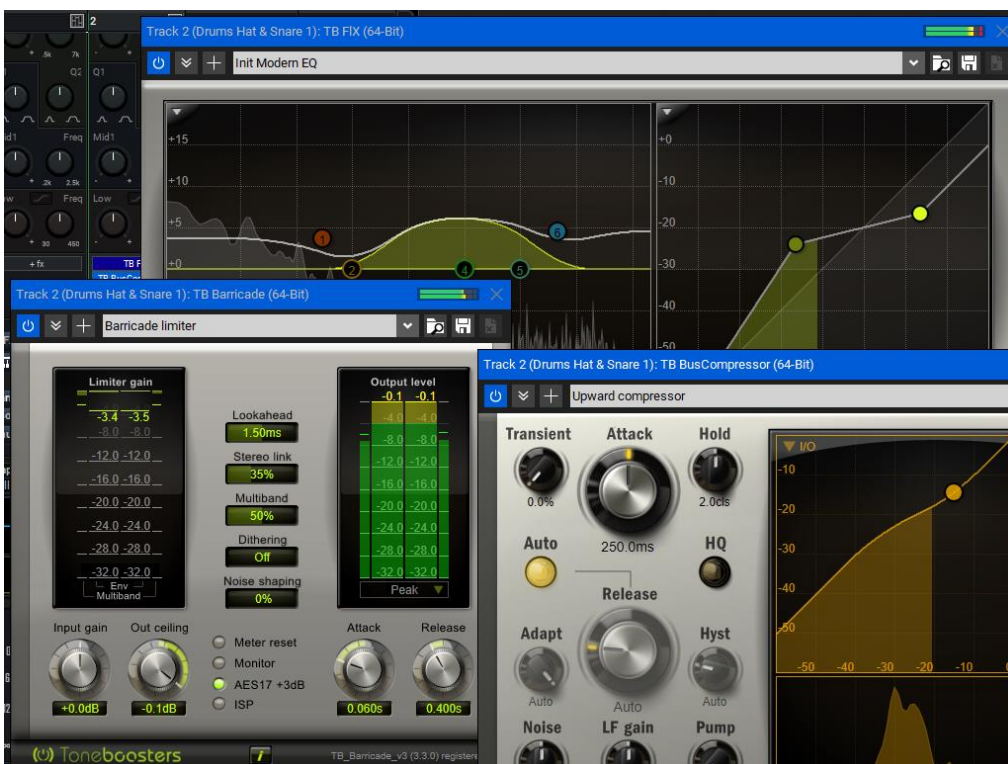 2
Track 2 (Drums Hat & Snare 1): TB FlX (64-Bit)
Init Modern EQ
.5k 7k
Q2 Q1
Freq Mid1
.2k 2.5k
Freq Low
30 450
+ fx
+15
+10
+5
+0
1
2
4
5
6
+0
-10
-20
-30
-40
-50
Track 2 (Drums Hat & Snare 1): TB Barricade (64-Bit)
Barricade limiter
Limiter gain
-3.4 -3.5
-8.0 -8.0
-12.0 -12.0
-16.0 -16.0
-20.0 -20.0
-24.0 -24.0
-28.0 -28.0
-32.0 -32.0
Env
Multiband
Lookahead
1.50ms
Stereo link
35%
Multiband
50%
Dithering
Off
Noise shaping
0%
Output level
-0.1 -0.1
-4.0 -4.0
-8.0 -8.0
-12.0 -12.0
-16.0 -16.0
-20.0 -20.0
-24.0 -24.0
-28.0 -28.0
-32.0 -32.0
Peak
Input gain
+0.0dB
Out ceiling
-0.1dB
Meter reset
Monitor
AES17 +3dB
ISP
Attack
0.060s
Release
0.400s
Toneboosters
i
TB_Barricade_v3 (3.3.0) registere
Track 2 (Drums Hat & Snare 1): TB BusCompressor (64-Bit)
Upward compressor
Transient
0.0%
Attack
250.0ms
Hold
2.0cls
Auto
HQ
Release
Auto
Adapt
Auto
Hyst
Auto
Noise
LF gain
Pump
I/O
-10
-20
-30
-40
-50
-50 -40 -30 -20 -10